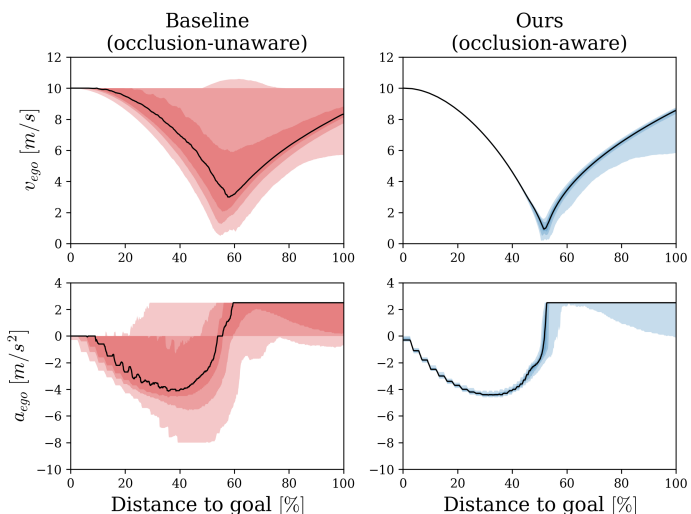 Baseline
(occlusion-unaware)
Ours
(occlusion-aware)
v_ego [m/s]
12
10
8
6
4
2
0
0 20 40 60 80 100
12
10
8
6
4
2
0
0 20 40 60 80 100
a_ego [m/s²]
4
2
0
−2
−4
−6
−8
−10
0 20 40 60 80 100
Distance to goal [%]
4
2
0
−2
−4
−6
−8
−10
0 20 40 60 80 100
Distance to goal [%]